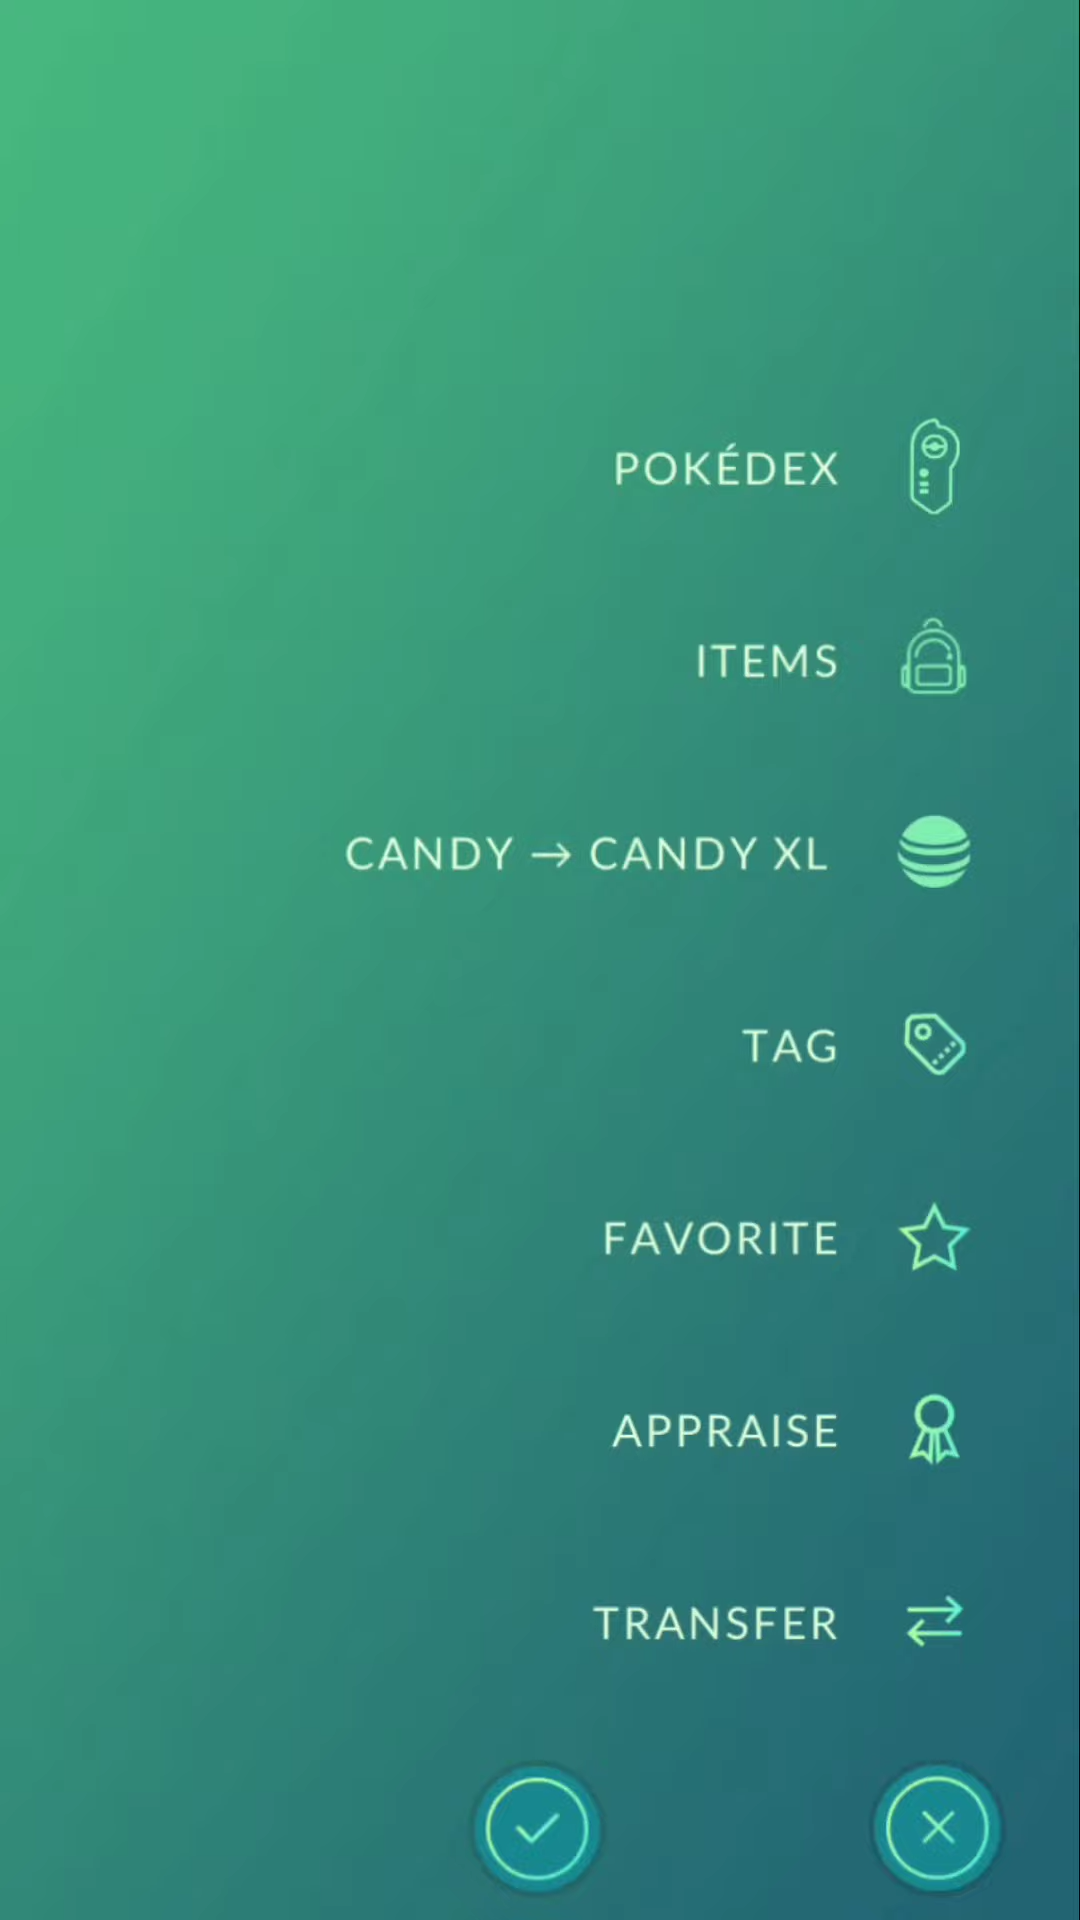 POKÉDEX
ITEMS
CANDY → CANDY XL
TAG
FAVORITE
APPRAISE
TRANSFER